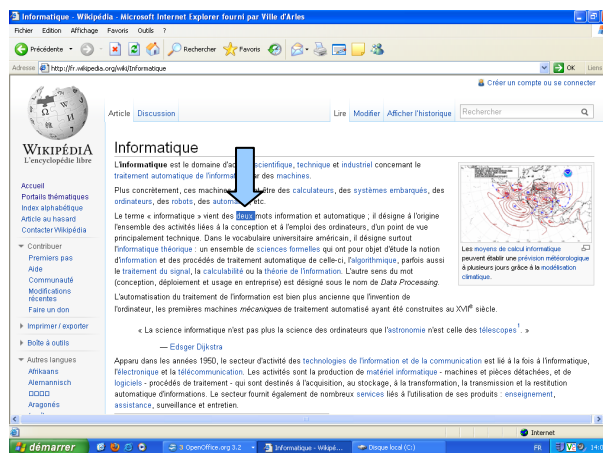 Informatique - Wikipédia - Microsoft Internet Explorer fourni par Ville d'Arles
Fichier Edition Affichage Favoris Outils ?
Précédente Rechercher Favoris
Adresse http://fr.wikipedia.org/wiki/Informatique OK Liens
Créer un compte ou se connecter
Article Discussion Lire Modifier Afficher l'historique Rechercher
WIKIPÉDIA
L'encyclopédie libre
Accueil
Portails thématiques
Index alphabétique
Article au hasard
Contacter Wikipédia
Contribuer
Premiers pas
Aide
Communauté
Modifications
récentes
Faire un don
Imprimer / exporter
Boîte à outils
Autres langues
Afrikaans
Alemannisch
Aragonés
Informatique
L'informatique est le domaine d'ac scientifique, technique et industriel concernant le
traitement automatique de l'informat par des machines.
Plus concrètement, ces machines être des calculateurs, des systèmes embarqués, des
ordinateurs, des robots, des automa etc.
Le terme « informatique » vient des deux mots information et automatique ; il désigne à l'origine
l'ensemble des activités liées à la conception et à l'emploi des ordinateurs, d'un point de vue
principalement technique. Dans le vocabulaire universitaire américain, il désigne surtout
l'informatique théorique : un ensemble de sciences formelles qui ont pour objet d'étude la notion
d'information et des procédés de traitement automatique de celle-ci, l'algorithmique, parfois aussi
le traitement du signal, la calculabilité ou la théorie de l'information. L'autre sens du mot
(conception, déploiement et usage en entreprise) est désigné sous le nom de Data Processing.
L'automatisation du traitement de l'information est bien plus ancienne que l'invention de
l'ordinateur, les premières machines mécaniques de traitement automatisé ayant été construites au XVIIe siècle.
« La science informatique n'est pas plus la science des ordinateurs que l'astronomie n'est celle des télescopes 1. »
— Edsger Dijkstra
Apparu dans les années 1950, le secteur d'activité des technologies de l'information et de la communication est lié à la fois à l'informatique,
l'électronique et la télécommunication. Les activités sont la production de matériel informatique - machines et pièces détachées, et de
logiciels - procédés de traitement - qui sont destinés à l'acquisition, au stockage, à la transformation, la transmission et la restitution
automatique d'informations. Le secteur fournit également de nombreux services liés à l'utilisation de ses produits : enseignement,
assistance, surveillance et entretien.
Les moyens de calcul informatique
peuvent établir une prévision météorologique
à plusieurs jours grâce à la modélisation
climatique.
Internet
démarrer 3 OpenOffice.org 3.2 Informatique - Wikipé... Disque local (C:) FR 14:0